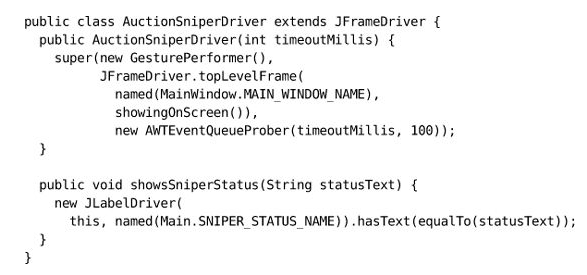 public class AuctionSniperDriver extends JFrameDriver {
  public AuctionSniperDriver(int timeoutMillis) {
    super(new GesturePerformer(),
          JFrameDriver.topLevelFrame(
            named(MainWindow.MAIN_WINDOW_NAME),
            showingOnScreen()),
            new AWTEventQueueProber(timeoutMillis, 100));
  }

  public void showsSniperStatus(String statusText) {
    new JLabelDriver(
      this, named(Main.SNIPER_STATUS_NAME)).hasText(equalTo(statusText));
  }
}